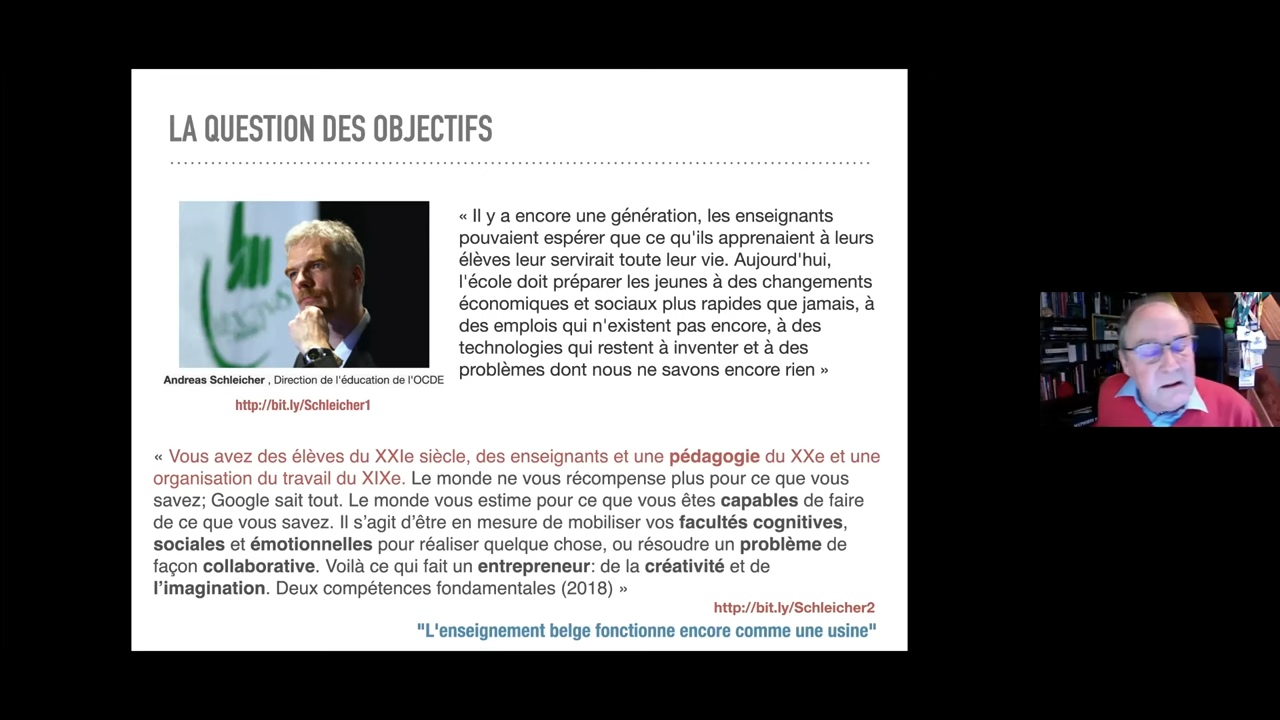 LA QUESTION DES OBJECTIFS
« Il y a encore une génération, les enseignants
pouvaient espérer que ce qu'ils apprenaient à leurs
élèves leur servirait toute leur vie. Aujourd'hui,
l'école doit préparer les jeunes à des changements
économiques et sociaux plus rapides que jamais, à
des emplois qui n'existent pas encore, à des
technologies qui restent à inventer et à des
problèmes dont nous ne savons encore rien »
Andreas Schleicher , Direction de l'éducation de l'OCDE
http://bit.ly/Schleicher1
« Vous avez des élèves du XXIe siècle, des enseignants et une pédagogie du XXe et une
organisation du travail du XIXe. Le monde ne vous récompense plus pour ce que vous
savez; Google sait tout. Le monde vous estime pour ce que vous êtes capables de faire
de ce que vous savez. Il s’agit d’être en mesure de mobiliser vos facultés cognitives,
sociales et émotionnelles pour réaliser quelque chose, ou résoudre un problème de
façon collaborative. Voilà ce qui fait un entrepreneur: de la créativité et de
l’imagination. Deux compétences fondamentales (2018) »
http://bit.ly/Schleicher2
"L'enseignement belge fonctionne encore comme une usine"